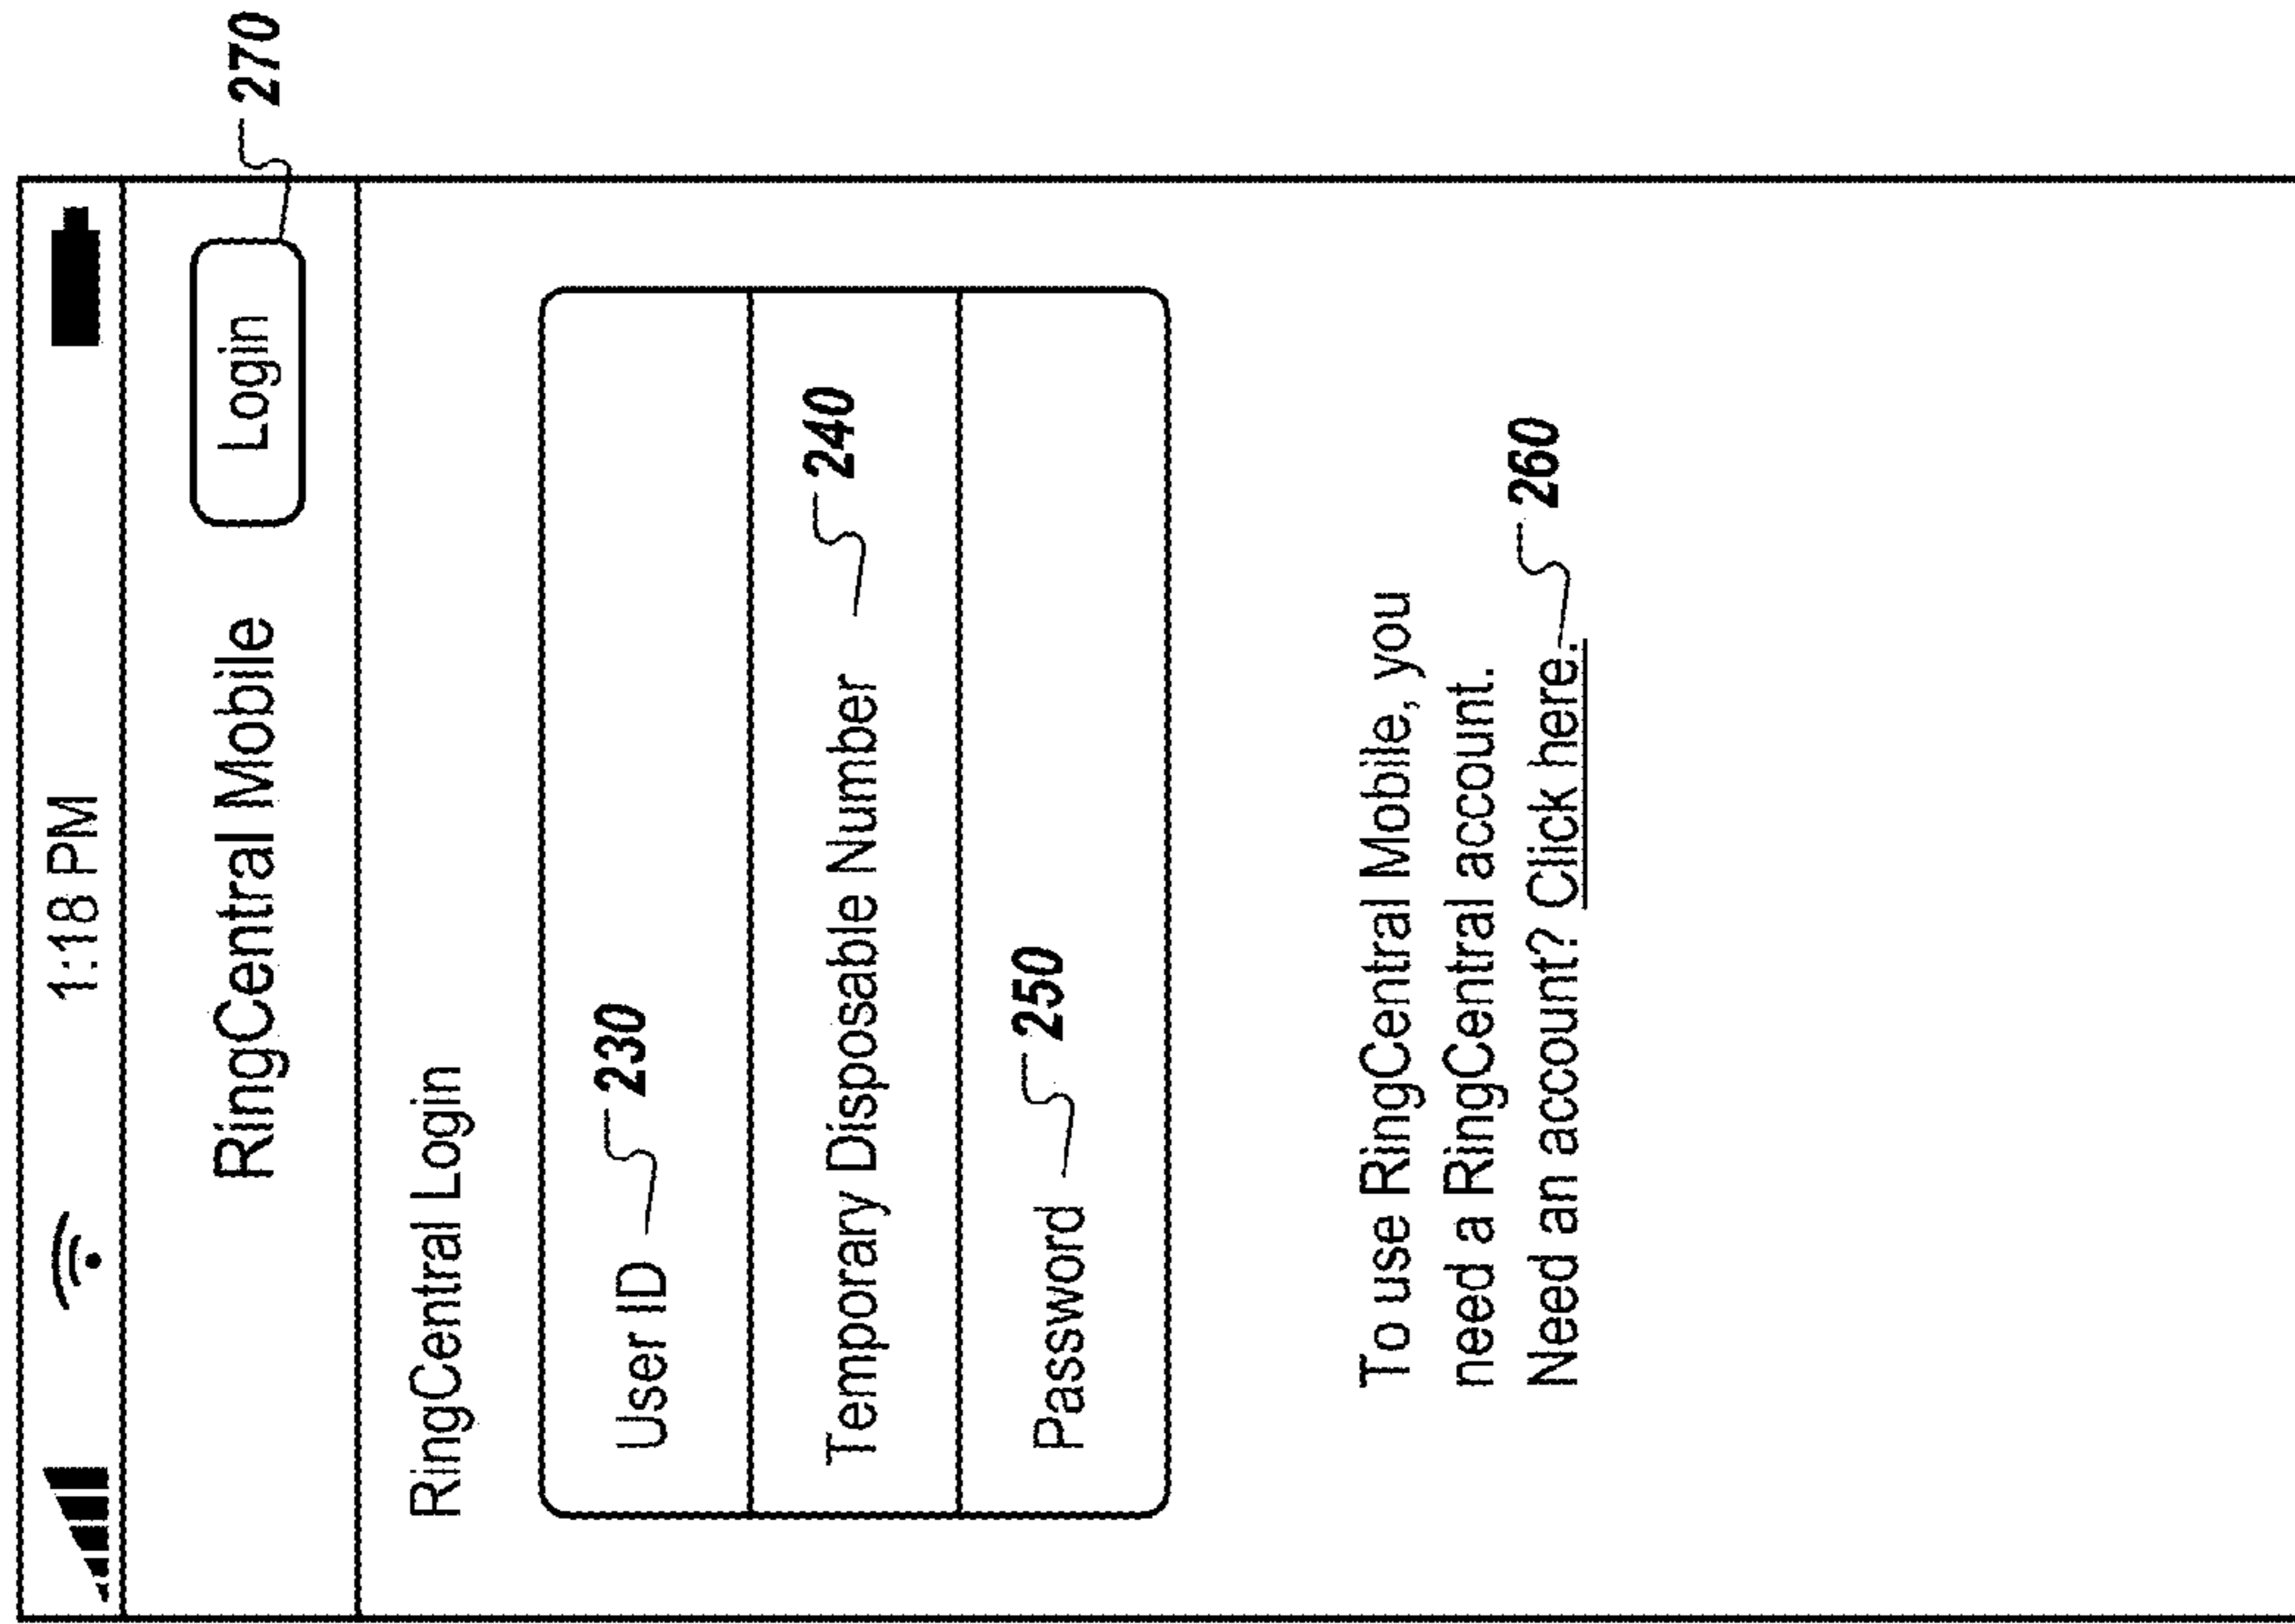 1:18 PM
RingCentral Mobile Login 270
RingCentral Login
User ID 230
Temporary Disposable Number 240
Password 250
To use RingCentral Mobile, you
need a RingCentral account.
Need an account? Click here. 260